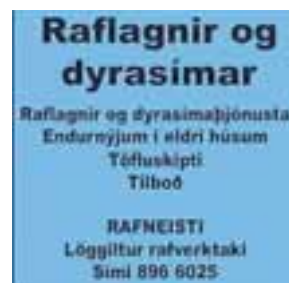 Raflagnir og
dyrasímar
Raflagnir og dyrasímaþjónusta
Endurnýjum í eldri húsum
Töfluskipti
Tilboð
RAFNEISTI
Löggiltur rafverktaki
Sími 896 6025